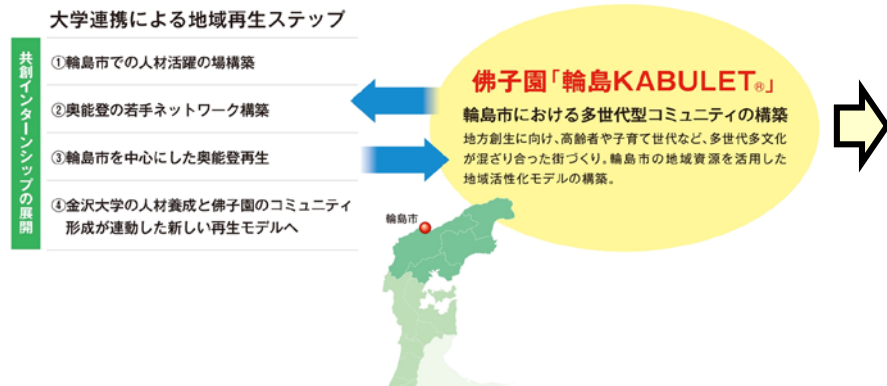 大学連携による地域再生ステップ
共創インターンシップの展開
①輪島市での人材活躍の場構築
②奥能登の若手ネットワーク構築
③輪島市を中心にした奥能登再生
④金沢大学の人材養成と佛子園のコミュニティ
形成が連動した新しい再生モデルへ
佛子園「輪島KABULET®」
輪島市における多世代型コミュニティの構築
地方創生に向け、高齢者や子育て世代など、多世代多文化
が混ざり合った街づくり。輪島市の地域資源を活用した
地域活性化モデルの構築。
輪島市